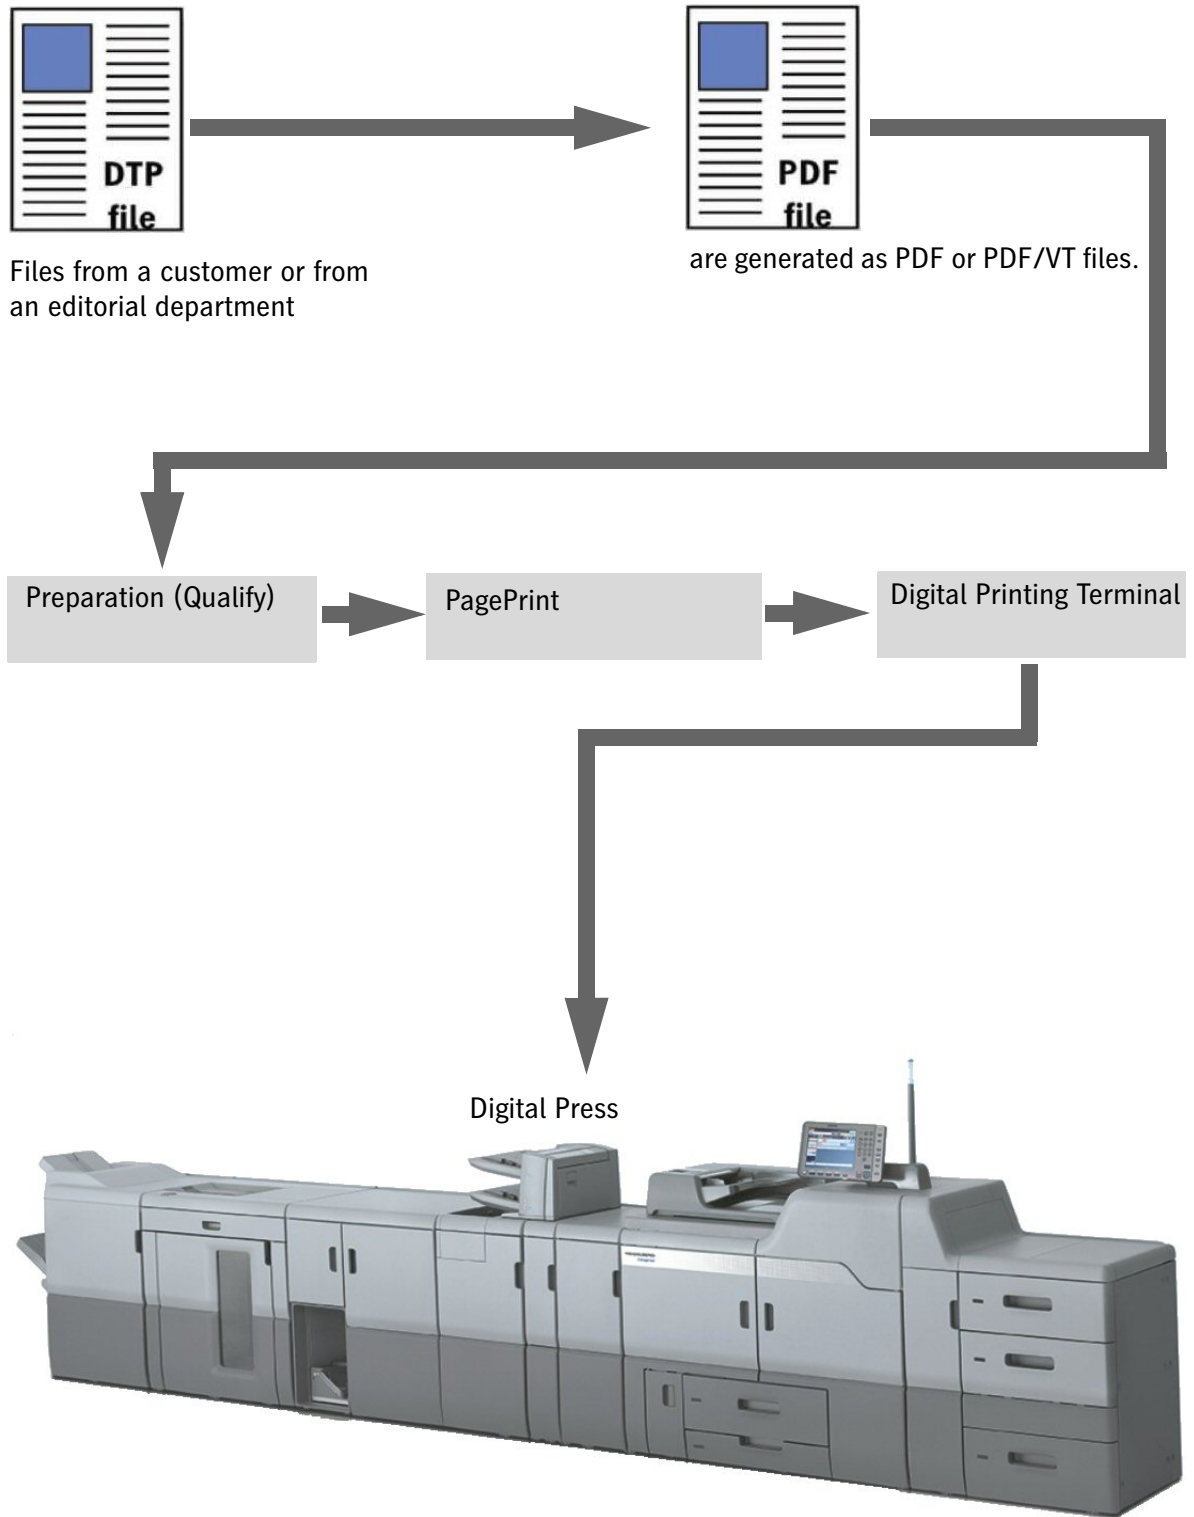 DTP
file
PDF
file
Files from a customer or from
an editorial department
are generated as PDF or PDF/VT files.
Preparation (Qualify)
PagePrint
Digital Printing Terminal
Digital Press